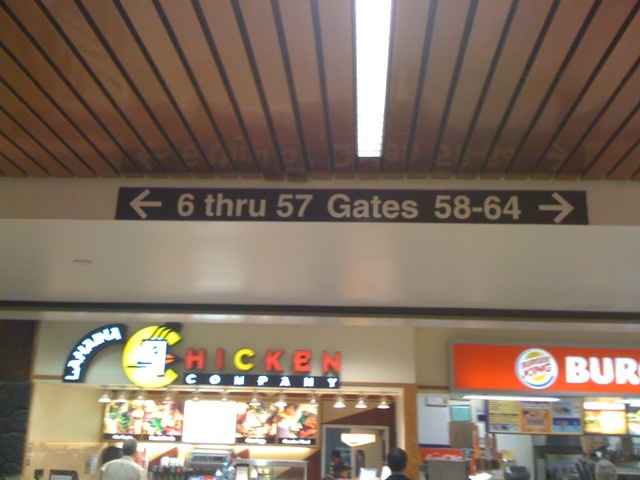 ← 6 thru 57 Gates 58-64 →
LAHAINA
CHICKEN
COMPANY
BURGER
KING
BUR